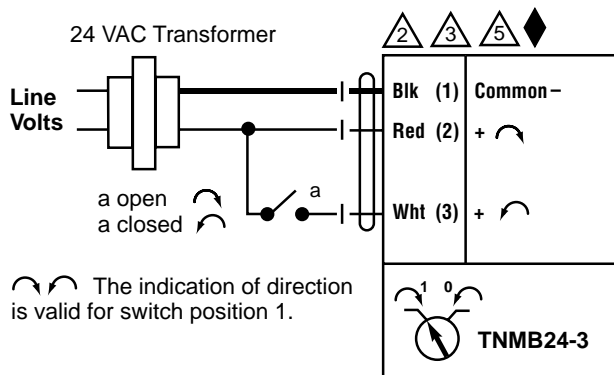 24 VAC Transformer
2 3 5
Line
Volts
Blk (1) Common –
Red (2) +
a
a open
a closed
Wht (3) +
The indication of direction
is valid for switch position 1.
1 0
TNMB24-3